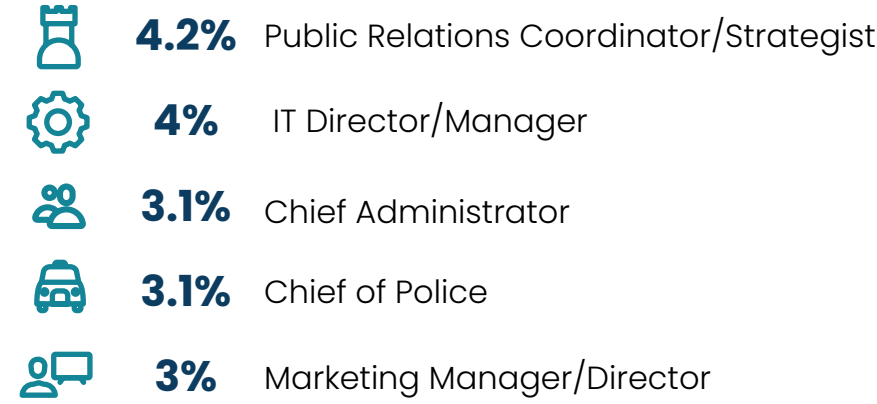 4.2% Public Relations Coordinator/Strategist
4% IT Director/Manager
3.1% Chief Administrator
3.1% Chief of Police
3% Marketing Manager/Director